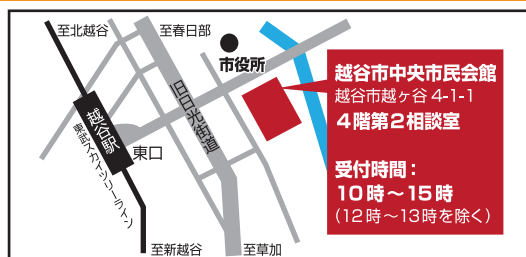 至北越谷
至春日部
市役所
旧日光街道
越谷駅
東口
東武スカイツリーライン
至新越谷
至草加
越谷市中央市民会館
越谷市越ヶ谷 4-1-1
4階第2相談室
受付時間：
10時～15時
（12時～13時を除く）